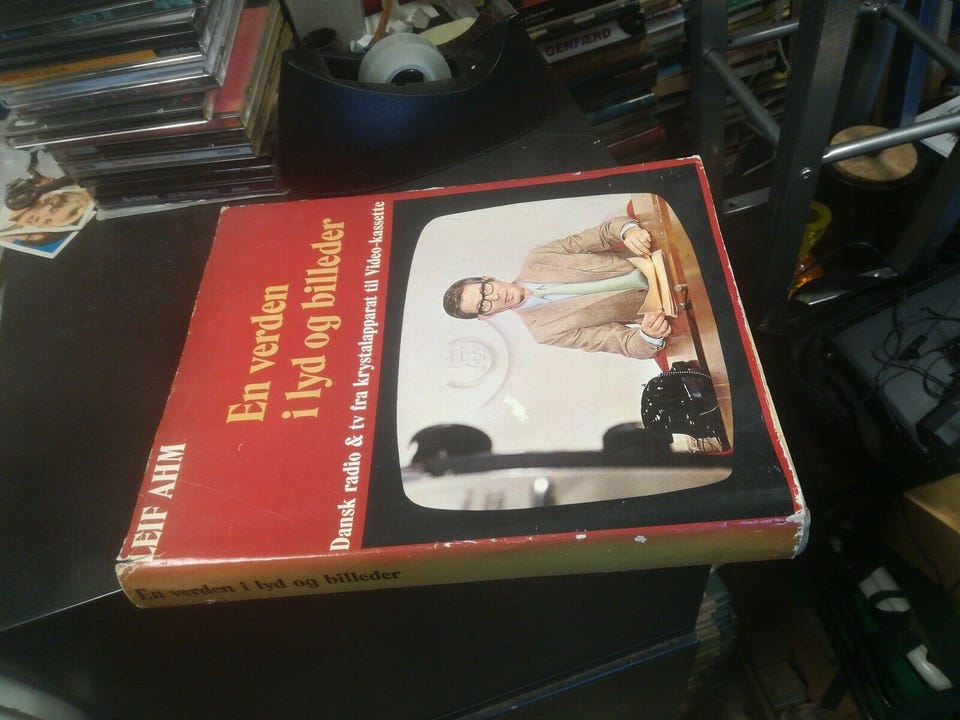 LEIF AHM
En verden
i lyd og billeder
Dansk radio & tv fra krystalapparat til Video-kassette
En verden i lyd og billeder
GENFÆRD